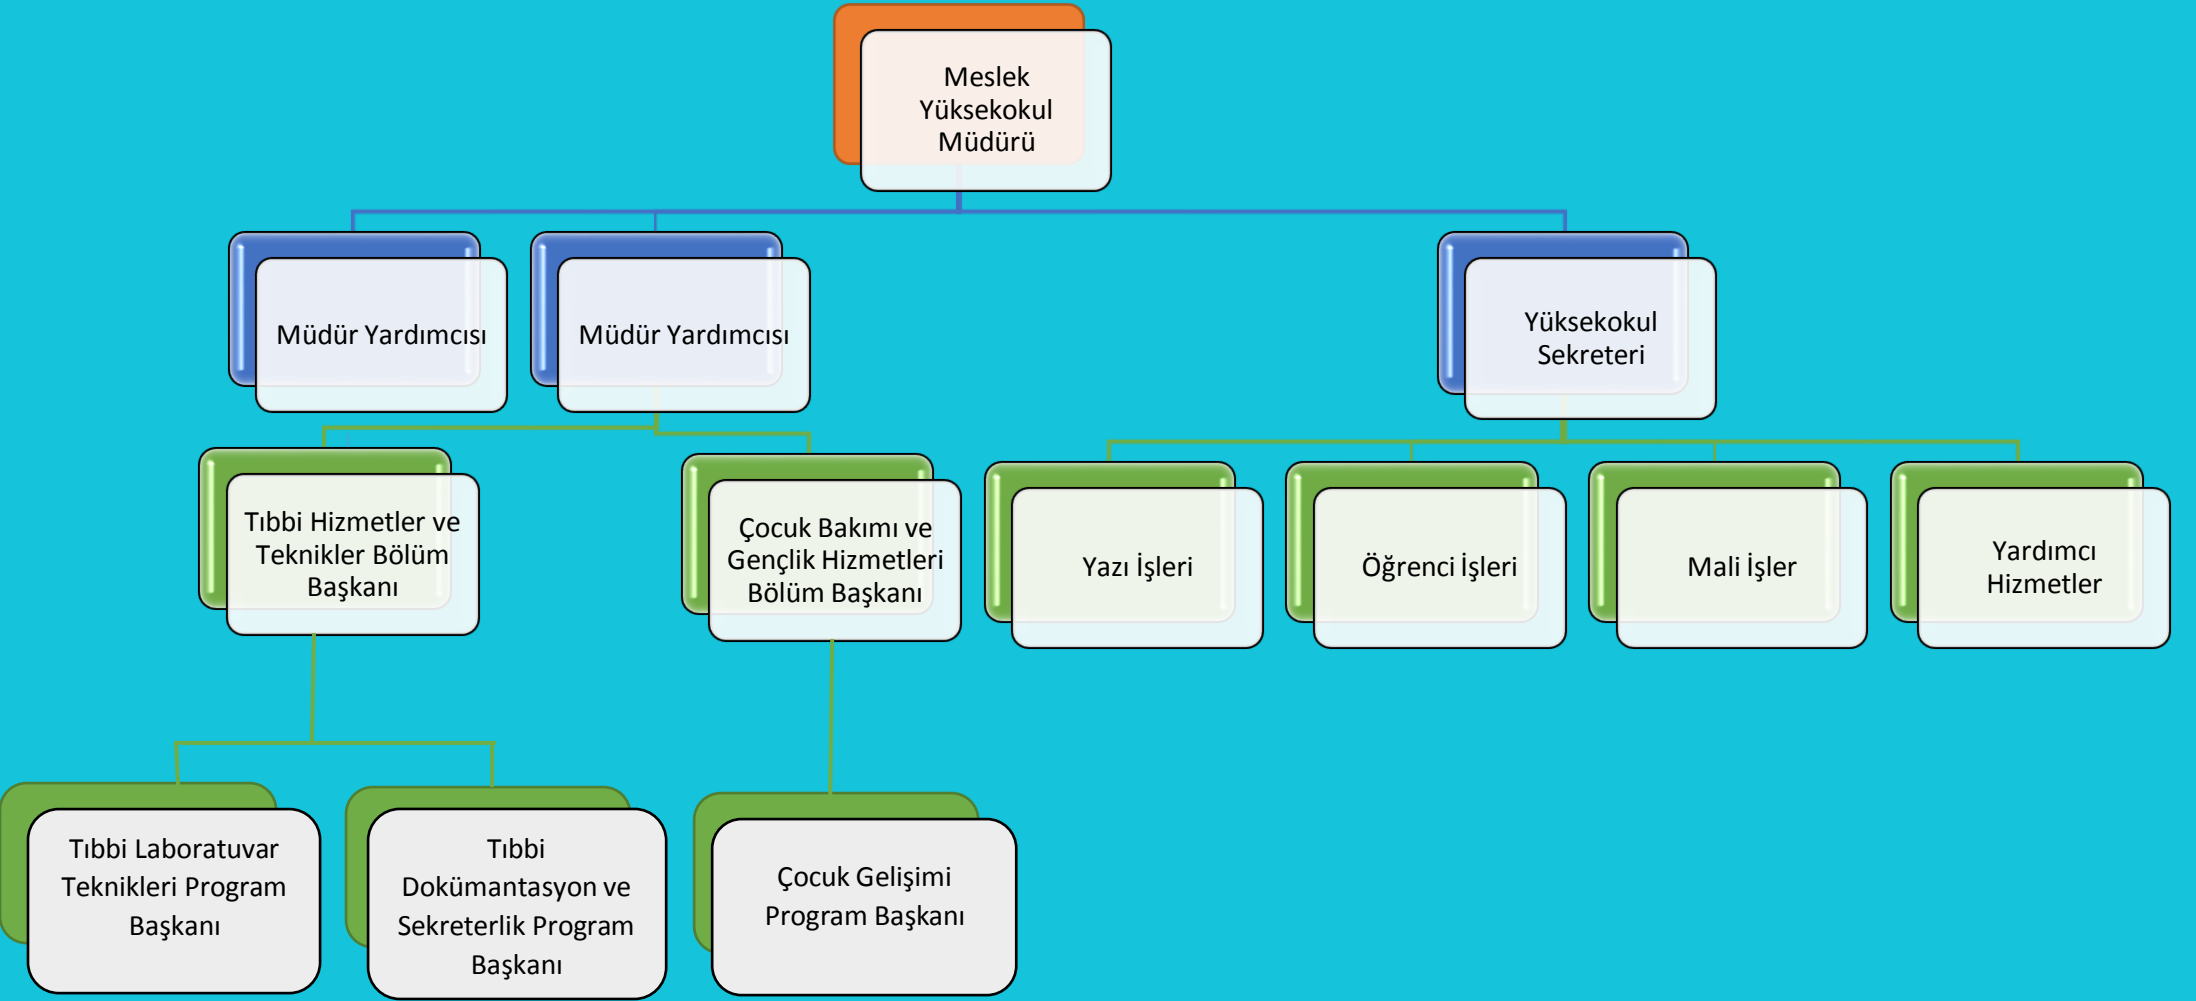 Meslek
Yüksekokul
Müdürü
Müdür Yardımcısı
Müdür Yardımcısı
Yüksekokul
Sekreteri
Tıbbi Hizmetler ve
Teknikler Bölüm
Başkanı
Çocuk Bakımı ve
Gençlik Hizmetleri
Bölüm Başkanı
Yazı İşleri
Öğrenci İşleri
Mali İşler
Yardımcı
Hizmetler
Tıbbi Laboratuvar
Teknikleri Program
Başkanı
Tıbbi
Dokümantasyon ve
Sekreterlik Program
Başkanı
Çocuk Gelişimi
Program Başkanı